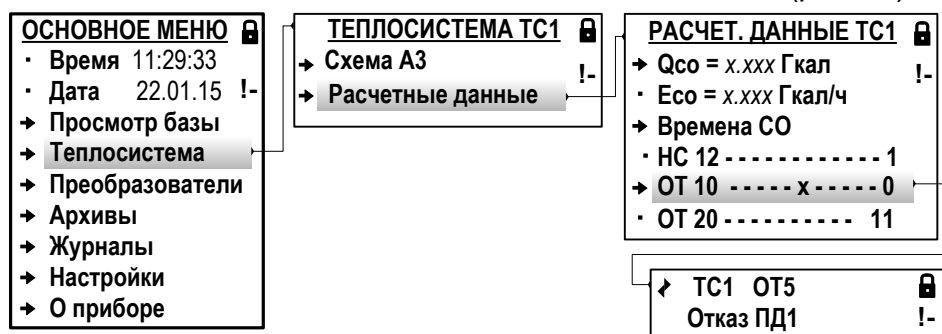 ОСНОВНОЕ МЕНЮ
· Время 11:29:33
· Дата 22.01.15 !-
→ Просмотр базы
→ Теплосистема
→ Преобразователи
→ Архивы
→ Журналы
→ Настройки
→ О приборе
ТЕПЛОСИСТЕМА ТС1
→ Схема А3 !-
→ Расчетные данные
РАСЧЕТ. ДАННЫЕ ТС1
→ Qсо = x.xxx Гкал !-
· Eсо = x.xxx Гкал/ч
→ Времена СО
· НС 12 - - - - - - - - - - - - 1
→ ОТ 10 - - - - - x - - - - - 0
· ОТ 20 - - - - - - - - - - 11
ТС1 ОТ5
Отказ ПД1 !-